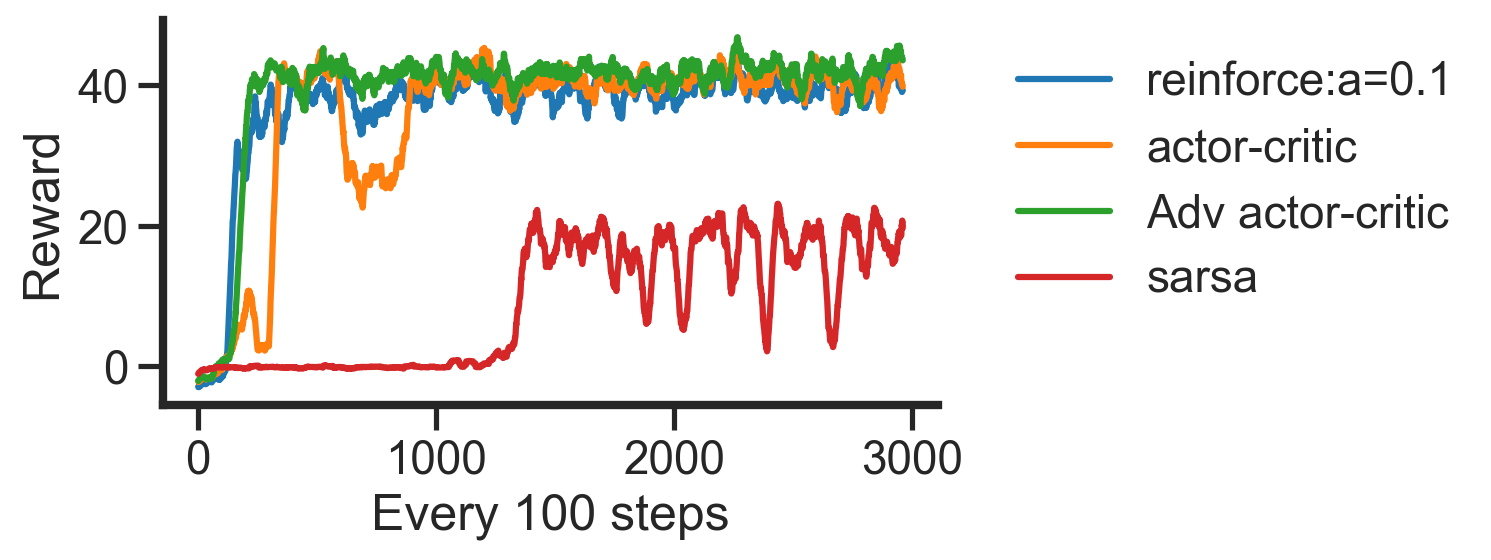 Reward
40
20
0
0
1000
2000
3000
Every 100 steps
reinforce:a=0.1
actor-critic
Adv actor-critic
sarsa